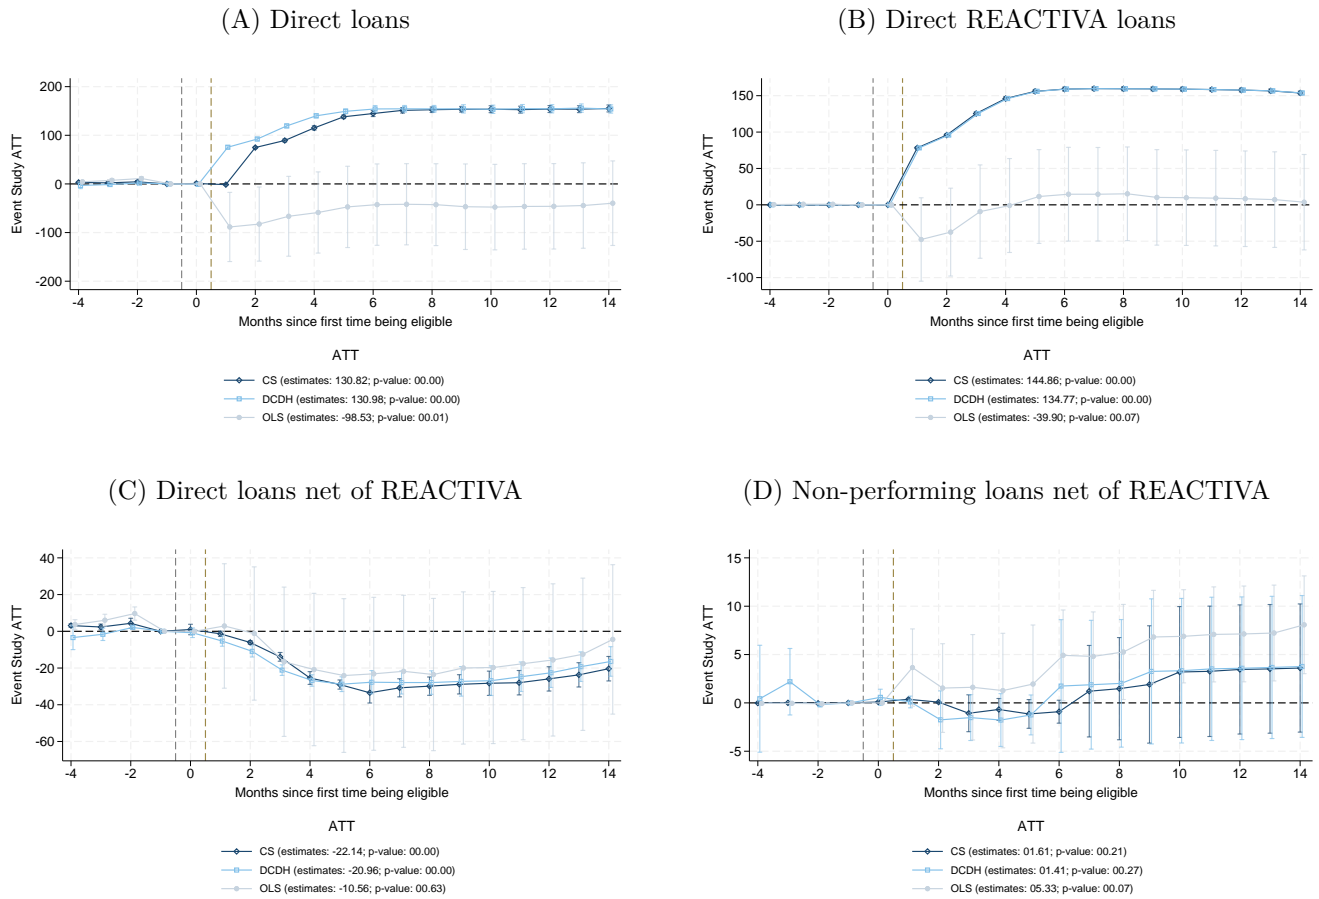 (A) Direct loans
200
100
0
-100
-200
Event Study ATT
-4 -2 0 2 4 6 8 10 12 14
Months since first time being eligible
ATT
CS (estimates: 130.82; p-value: 00.00)
DCDH (estimates: 130.98; p-value: 00.00)
OLS (estimates: -98.53; p-value: 00.01)
(B) Direct REACTIVA loans
150
100
50
0
-50
-100
Event Study ATT
-4 -2 0 2 4 6 8 10 12 14
Months since first time being eligible
ATT
CS (estimates: 144.86; p-value: 00.00)
DCDH (estimates: 134.77; p-value: 00.00)
OLS (estimates: -39.90; p-value: 00.07)
(C) Direct loans net of REACTIVA
40
20
0
-20
-40
-60
Event Study ATT
-4 -2 0 2 4 6 8 10 12 14
Months since first time being eligible
ATT
CS (estimates: -22.14; p-value: 00.00)
DCDH (estimates: -20.96; p-value: 00.00)
OLS (estimates: -10.56; p-value: 00.63)
(D) Non-performing loans net of REACTIVA
15
10
5
0
-5
Event Study ATT
-4 -2 0 2 4 6 8 10 12 14
Months since first time being eligible
ATT
CS (estimates: 01.61; p-value: 00.21)
DCDH (estimates: 01.41; p-value: 00.27)
OLS (estimates: 05.33; p-value: 00.07)